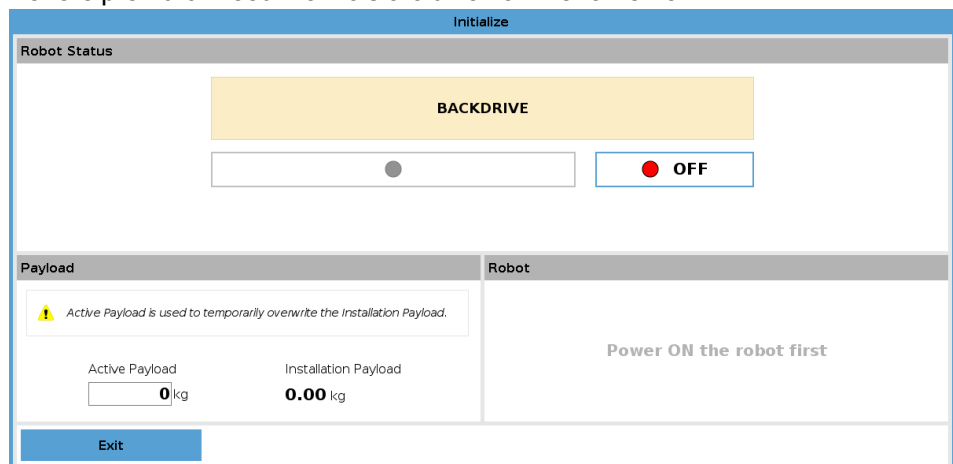 Initialize
Robot Status
BACKDRIVE
OFF
Payload
Robot
Active Payload is used to temporarily overwrite the Installation Payload.
Power ON the robot first
Active Payload
Installation Payload
0 kg
0.00 kg
Exit